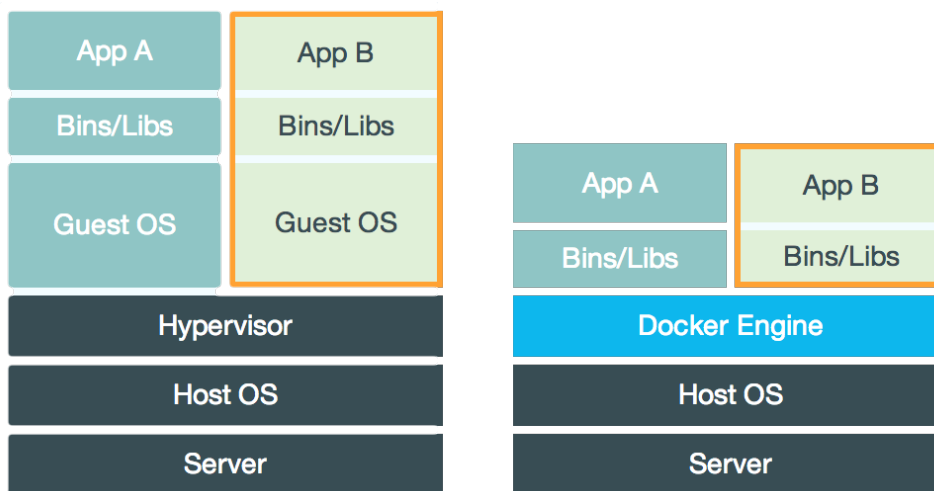 App A
App B
Bins/Libs
Bins/Libs
Guest OS
Guest OS
Hypervisor
Host OS
Server
App A
App B
Bins/Libs
Bins/Libs
Docker Engine
Host OS
Server